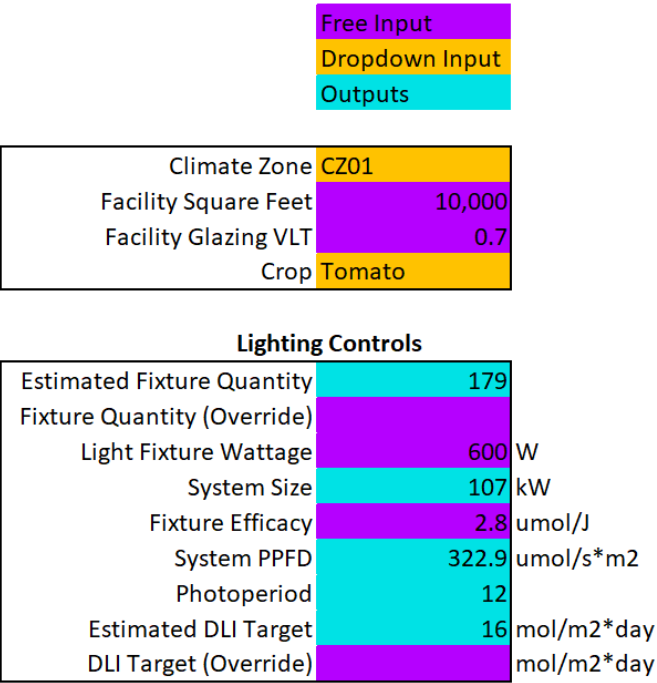 Free Input
Dropdown Input
Outputs
Climate Zone CZ01
Facility Square Feet 10,000
Facility Glazing VLT 0.7
Crop Tomato
Lighting Controls
Estimated Fixture Quantity 179
Fixture Quantity (Override)
Light Fixture Wattage 600 W
System Size 107 kW
Fixture Efficacy 2.8 umol/J
System PPFD 322.9 umol/s*m2
Photoperiod 12
Estimated DLI Target 16 mol/m2*day
DLI Target (Override) mol/m2*day